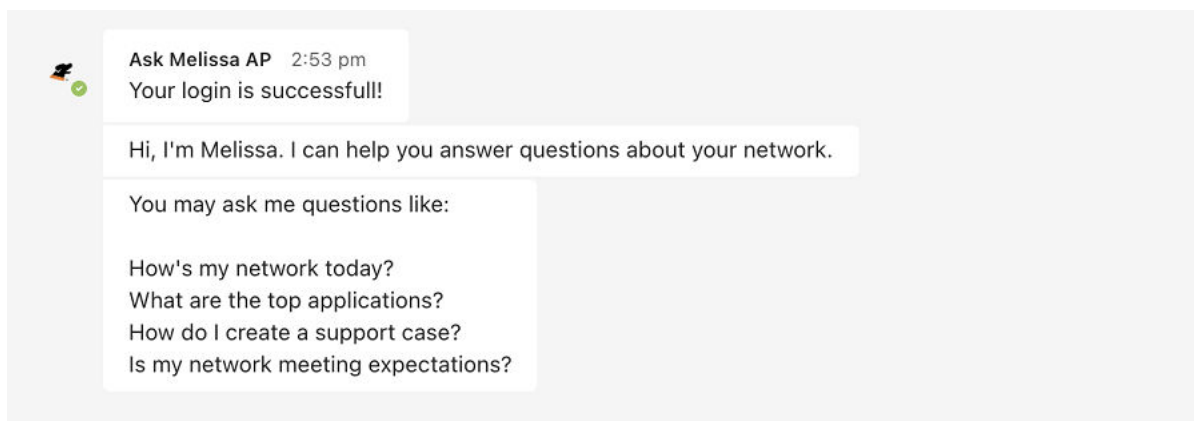 Ask Melissa AP 2:53 pm
Your login is successfull!
Hi, I'm Melissa. I can help you answer questions about your network.
You may ask me questions like:
How's my network today?
What are the top applications?
How do I create a support case?
Is my network meeting expectations?